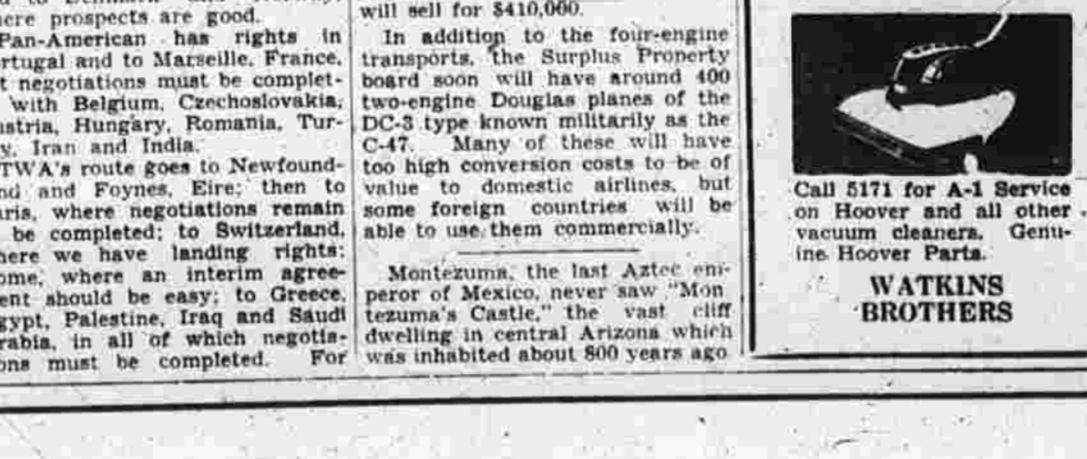 here prospects are good.
Pan-American has rights in
rtugal and to Marseille, France,
t negotiations must be complet-
with Belgium, Czechoslovakia,
ustria, Hungary, Romania, Tur-
y, Iran and India.
TWA's route goes to Newfound-
nd and Foynes, Eire; then to
aris, where negotiations remain
be completed; to Switzerland,
here we have landing rights;
ome, where an interim agree-
ent should be easy; to Greece,
gypt, Palestine, Iraq and Saudi
rabia, in all of which negotia-
ons must be completed. For
will sell for $410,000.
In addition to the four-engine
transports, the Surplus Property
board soon will have around 400
two-engine Douglas planes of the
DC-3 type known militarily as the
C-47. Many of these will have
too high conversion costs to be of
value to domestic airlines, but
some foreign countries will be
able to use them commercially.
Montezuma, the last Aztec em-
peror of Mexico, never saw "Mon
tezuma's Castle," the vast cliff
dwelling in central Arizona which
was inhabited about 800 years ago
Call 5171 for A-1 Service
on Hoover and all other
vacuum cleaners. Genu-
ine Hoover Parts.
WATKINS
BROTHERS